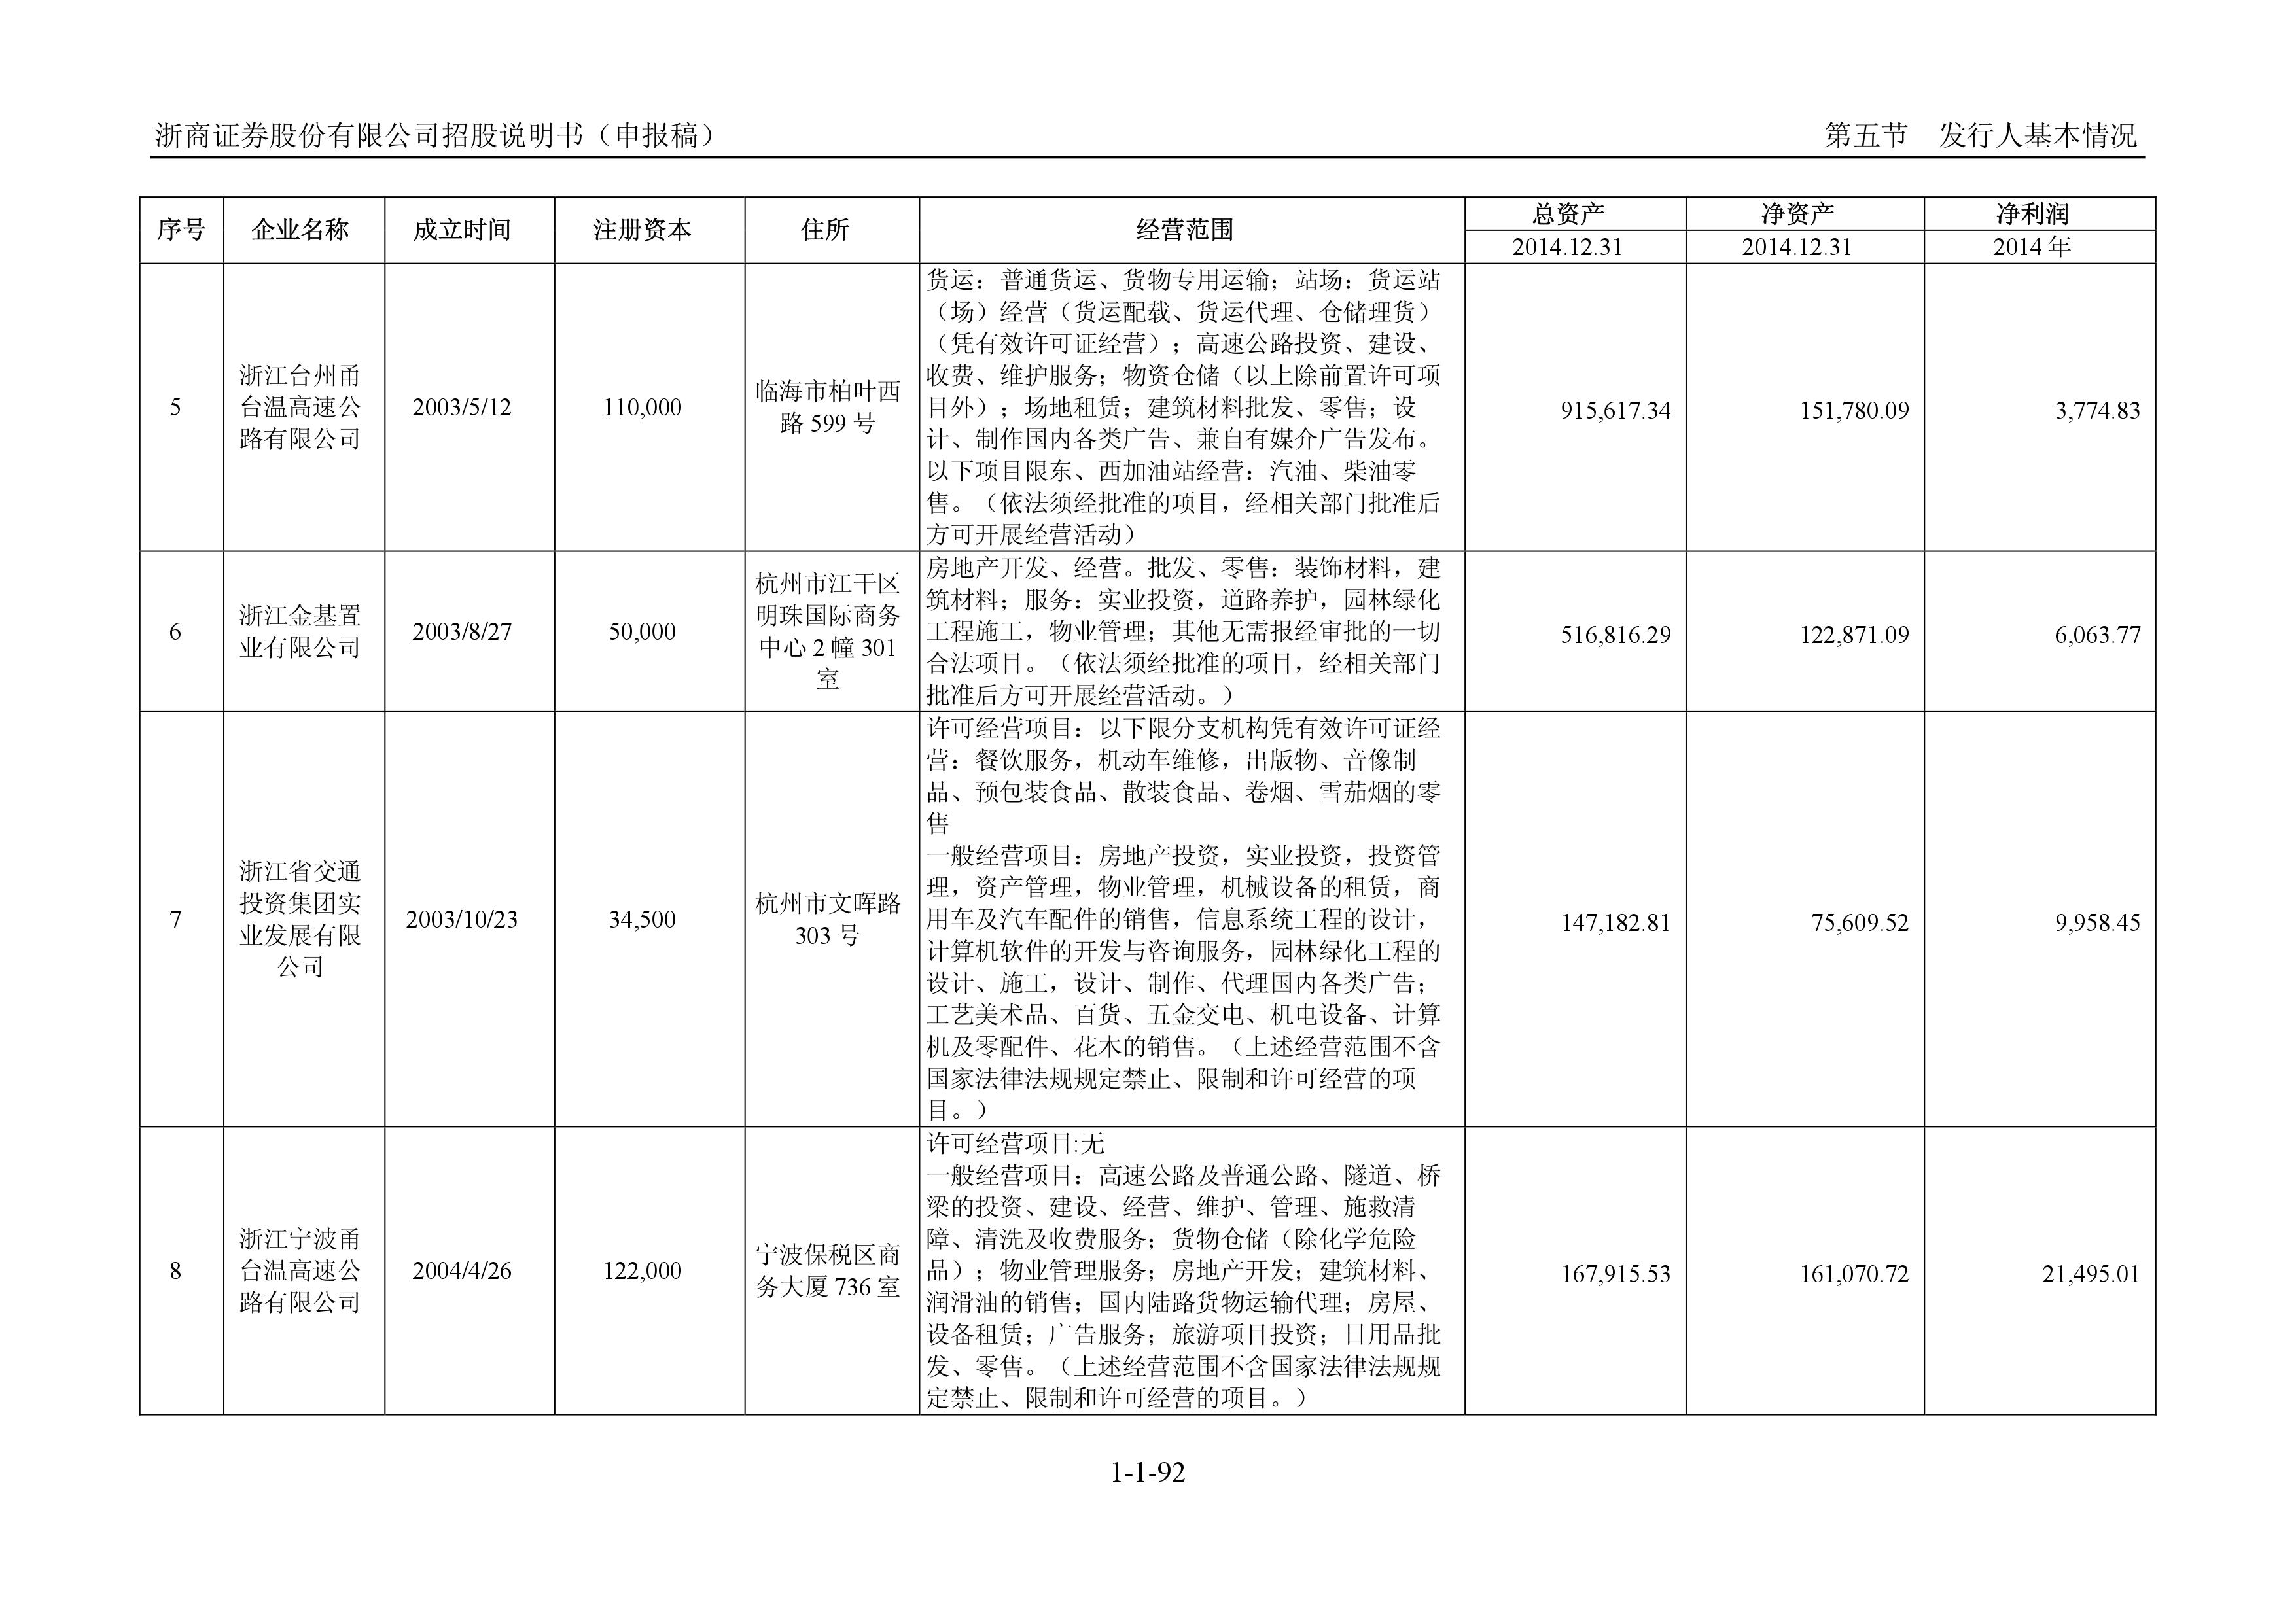 浙商证券股份有限公司招股说明书（申报稿）
第五节　发行人基本情况
序号
企业名称
成立时间
注册资本
住所
经营范围
总资产
净资产
净利润
2014.12.31
2014.12.31
2014 年
5
浙江台州甬
台温高速公
路有限公司
2003/5/12
110,000
临海市柏叶西
路 599 号
货运：普通货运、货物专用运输；站场：货运站
（场）经营（货运配载、货运代理、仓储理货）
（凭有效许可证经营）；高速公路投资、建设、
收费、维护服务；物资仓储（以上除前置许可项
目外）；场地租赁；建筑材料批发、零售；设
计、制作国内各类广告、兼自有媒介广告发布。
以下项目限东、西加油站经营：汽油、柴油零
售。（依法须经批准的项目，经相关部门批准后
方可开展经营活动）
915,617.34
151,780.09
3,774.83
6
浙江金基置
业有限公司
2003/8/27
50,000
杭州市江干区
明珠国际商务
中心 2 幢 301
室
房地产开发、经营。批发、零售：装饰材料，建
筑材料；服务：实业投资，道路养护，园林绿化
工程施工，物业管理；其他无需报经审批的一切
合法项目。（依法须经批准的项目，经相关部门
批准后方可开展经营活动。）
516,816.29
122,871.09
6,063.77
7
浙江省交通
投资集团实
业发展有限
公司
2003/10/23
34,500
杭州市文晖路
303 号
许可经营项目：以下限分支机构凭有效许可证经
营：餐饮服务，机动车维修，出版物、音像制
品、预包装食品、散装食品、卷烟、雪茄烟的零
售
一般经营项目：房地产投资，实业投资，投资管
理，资产管理，物业管理，机械设备的租赁，商
用车及汽车配件的销售，信息系统工程的设计，
计算机软件的开发与咨询服务，园林绿化工程的
设计、施工，设计、制作、代理国内各类广告；
工艺美术品、百货、五金交电、机电设备、计算
机及零配件、花木的销售。（上述经营范围不含
国家法律法规规定禁止、限制和许可经营的项
目。）
147,182.81
75,609.52
9,958.45
8
浙江宁波甬
台温高速公
路有限公司
2004/4/26
122,000
宁波保税区商
务大厦 736 室
许可经营项目:无
一般经营项目：高速公路及普通公路、隧道、桥
梁的投资、建设、经营、维护、管理、施救清
障、清洗及收费服务；货物仓储（除化学危险
品）；物业管理服务；房地产开发；建筑材料、
润滑油的销售；国内陆路货物运输代理；房屋、
设备租赁；广告服务；旅游项目投资；日用品批
发、零售。（上述经营范围不含国家法律法规规
定禁止、限制和许可经营的项目。）
167,915.53
161,070.72
21,495.01
1-1-92